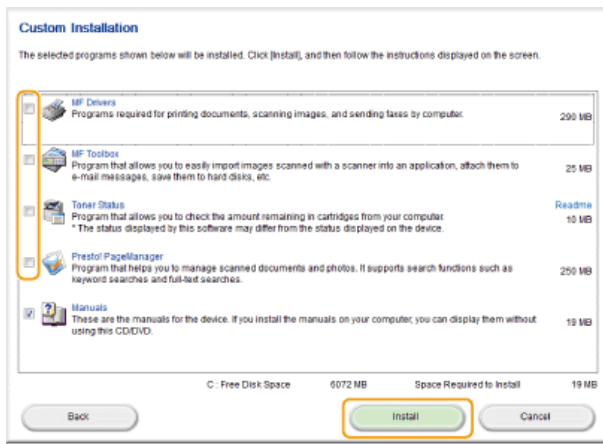 Custom Installation
The selected programs shown below will be installed. Click [Install], and then follow the instructions displayed on the screen.
MF Drivers
Programs required for printing documents, scanning images, and sending faxes by computer.
290 MB
MF Toolbox
Program that allows you to easily import images scanned with a scanner into an application, attach them to
e-mail messages, save them to hard disks, etc.
25 MB
Toner Status
Readme
Program that allows you to check the amount remaining in cartridges from your computer.
10 MB
* The status displayed by this software may differ from the status displayed on the device.
Presto! PageManager
Program that helps you to manage scanned documents and photos. It supports search functions such as
250 MB
keyword searches and full-text searches.
Manuals
These are the manuals for the device. If you install the manuals on your computer, you can display them without
19 MB
using this CD/DVD.
C : Free Disk Space 6072 MB Space Required to Install 19 MB
Back Install Cancel